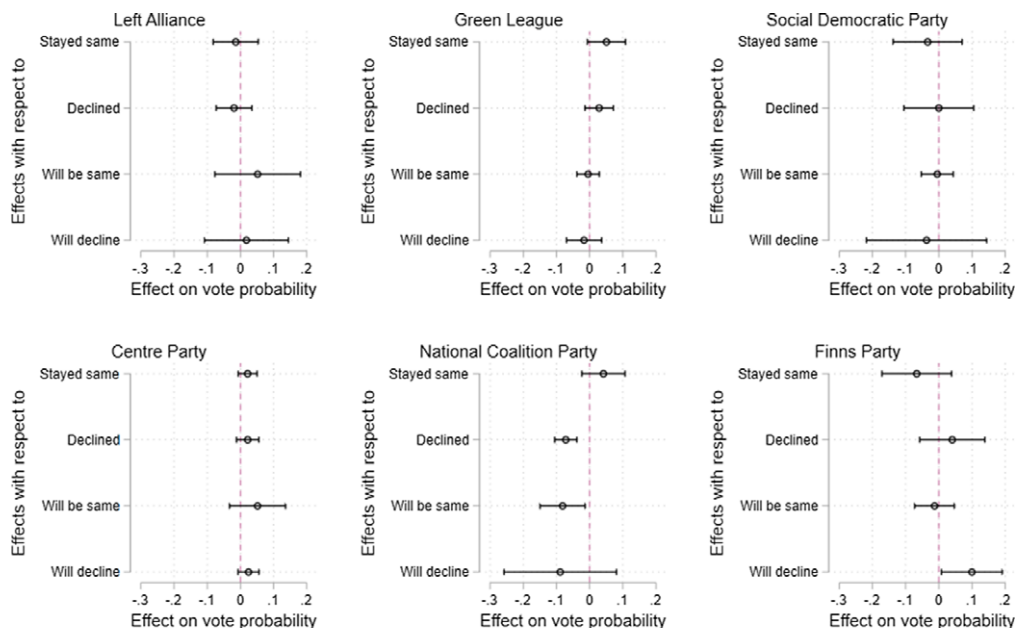 Left Alliance
Effects with respect to
Stayed same
Declined
Will be same
Will decline
-.3 -.2 -.1 0 .1 .2
Effect on vote probability
Green League
Effects with respect to
Stayed same
Declined
Will be same
Will decline
-.3 -.2 -.1 0 .1 .2
Effect on vote probability
Social Democratic Party
Effects with respect to
Stayed same
Declined
Will be same
Will decline
-.3 -.2 -.1 0 .1 .2
Effect on vote probability
Centre Party
Effects with respect to
Stayed same
Declined
Will be same
Will decline
-.3 -.2 -.1 0 .1 .2
Effect on vote probability
National Coalition Party
Effects with respect to
Stayed same
Declined
Will be same
Will decline
-.3 -.2 -.1 0 .1 .2
Effect on vote probability
Finns Party
Effects with respect to
Stayed same
Declined
Will be same
Will decline
-.3 -.2 -.1 0 .1 .2
Effect on vote probability